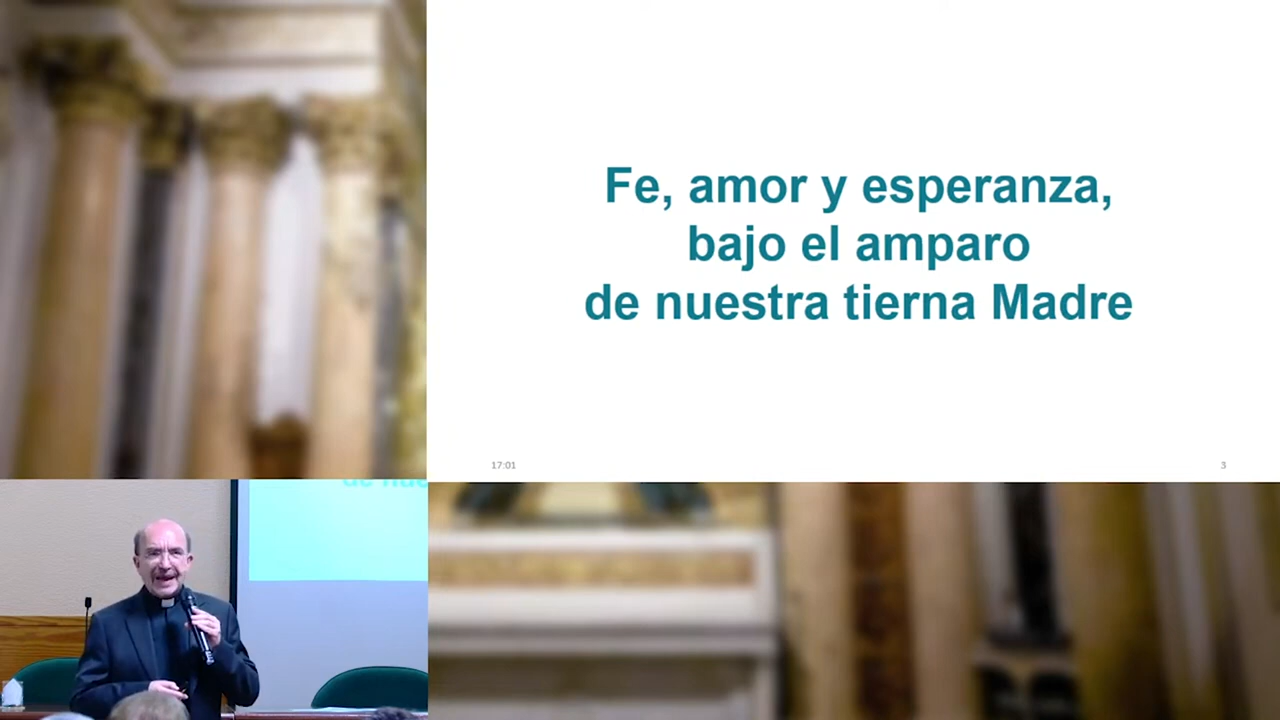 Fe, amor y esperanza,
bajo el amparo
de nuestra tierna Madre
17:01
3